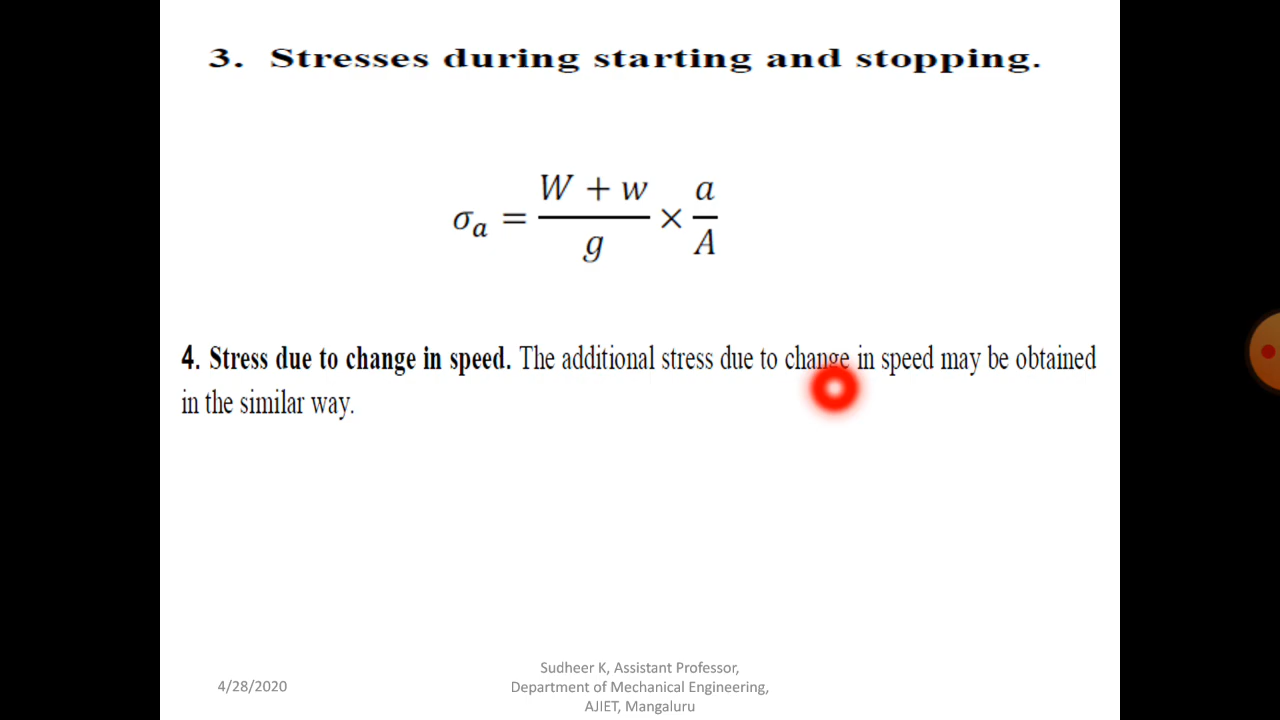 3. Stresses during starting and stopping.
σₐ = (W + w)/g × a/A
4. Stress due to change in speed. The additional stress due to change in speed may be obtained
in the similar way.
4/28/2020
Sudheer K, Assistant Professor,
Department of Mechanical Engineering,
AJIET, Mangaluru